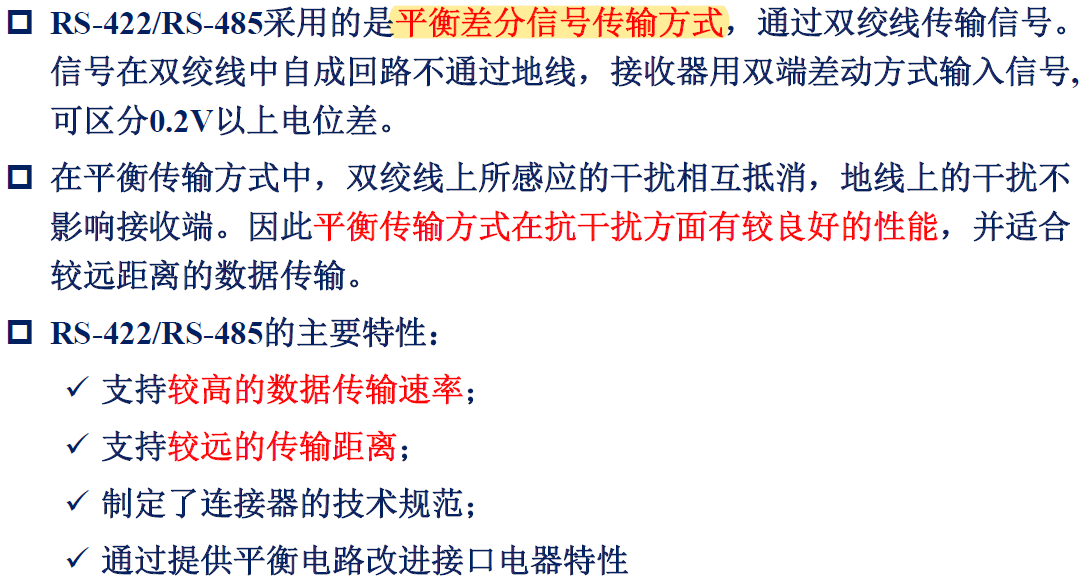 RS-422/RS-485采用的是平衡差分信号传输方式，通过双绞线传输信号。
信号在双绞线中自成回路不通过地线，接收器用双端差动方式输入信号,
可区分0.2V以上电位差。
在平衡传输方式中，双绞线上所感应的干扰相互抵消，地线上的干扰不
影响接收端。因此平衡传输方式在抗干扰方面有较良好的性能，并适合
较远距离的数据传输。
RS-422/RS-485的主要特性：
✓ 支持较高的数据传输速率；
✓ 支持较远的传输距离；
✓ 制定了连接器的技术规范；
✓ 通过提供平衡电路改进接口电器特性